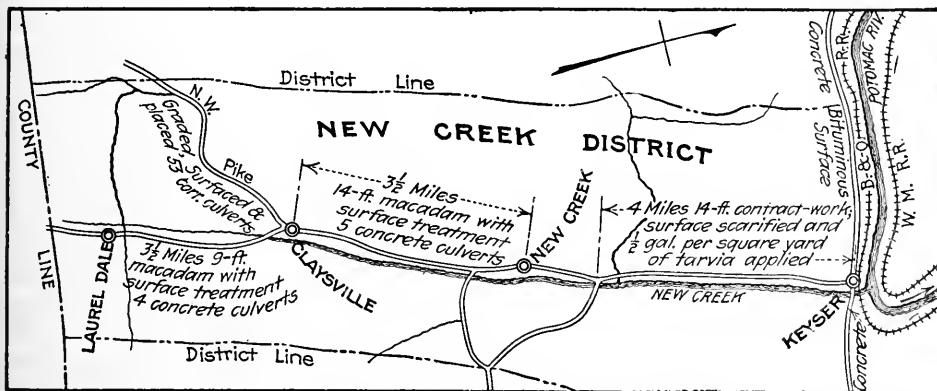 COUNTY
LINE
District Line
NEW CREEK DISTRICT
N.W.
Pike
Graded, Surfaced &
placed 53
corr. culverts
3½ Miles
14-ft. macadam with
surface treatment
5 concrete culverts
4 Miles 14-ft. contract-work,
surface scarified and
½ gal. per square yard
of tarvia applied
LAUREL DALE
3½ Miles 9-ft.
macadam with
surface treatment
4 concrete culverts
CLAYSVILLE
NEW CREEK
NEW CREEK
KEYSER
District Line
Concrete
Bituminous
Surface
B. & O. R.R.
POTOMAC RIV.
W. M. R.R.
Concrete